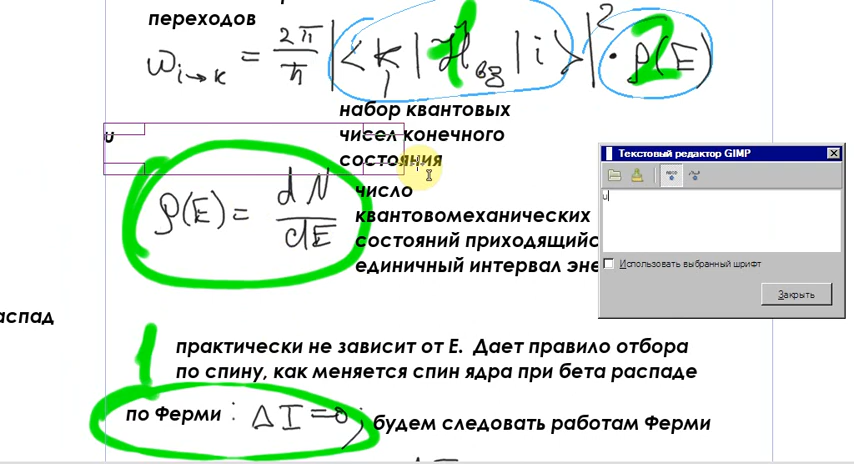 переходов
w i→к = 2π/ħ |<к| Ĥ вз |i>|² · ρ(E)
1 2
набор квантовых
чисел конечного
состояния
u
ρ(E) = dN/dE
число
квантовомеханических
состояний приходящийс
единичный интервал эне
Текстовый редактор GIMP
u
Использовать выбранный шрифт
Закрыть
аспад
1 практически не зависит от Е. Дает правило отбора
по спину, как меняется спин ядра при бета распаде
по Ферми : ΔI=0; будем следовать работам Ферми